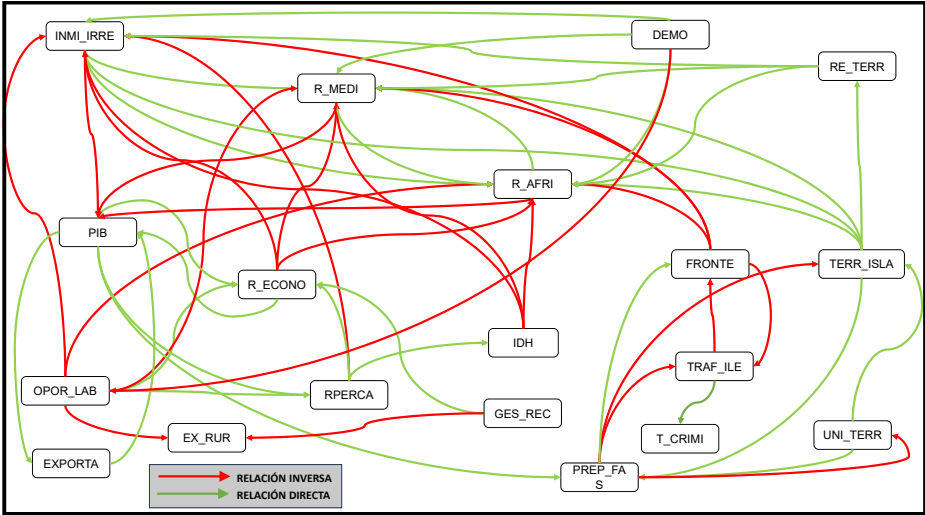 INMI_IRRE
DEMO
RE_TERR
R_MEDI
R_AFRI
PIB
FRONTE
TERR_ISLA
R_ECONO
IDH
TRAF_ILE
OPOR_LAB
RPERCA
GES_REC
EX_RUR
T_CRIMI
UNI_TERR
EXPORTA
PREP_FA
S
RELACIÓN INVERSA
RELACIÓN DIRECTA